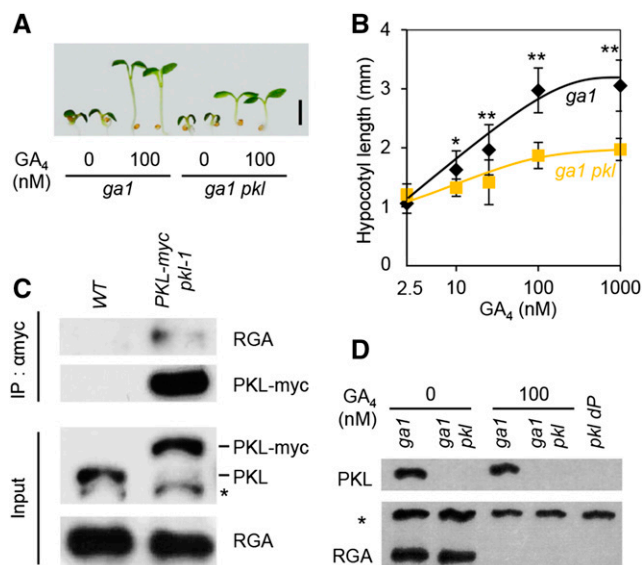 A
GA4 (nM)
0 100 0 100
ga1 ga1 pkl
B
Hypocotyl length (mm)
4
3
2
1
0
* ** ** **
ga1
ga1 pkl
2.5 10 100 1000
GA4 (nM)
C
WT
PKL-myc pkl-1
IP : αmyc
RGA
PKL-myc
Input
PKL-myc
PKL
*
RGA
D
GA4 (nM)
0 100
ga1 ga1 pkl ga1 ga1 pkl pkl dP
PKL
*
RGA